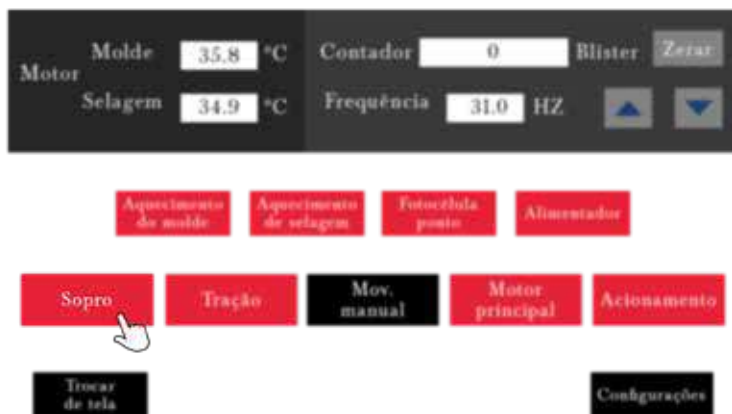 Molde 35.8 °C Contador 0 Blister Zerar
Motor
Selagem 34.9 °C Frequência 31.0 HZ
Aquecimento Aquecimento Fotocélula Alimentador
do molde de selagem ponto
Sopro Tração Mov. Motor Acionamento
manual principal
Trocar Configurações
de tela